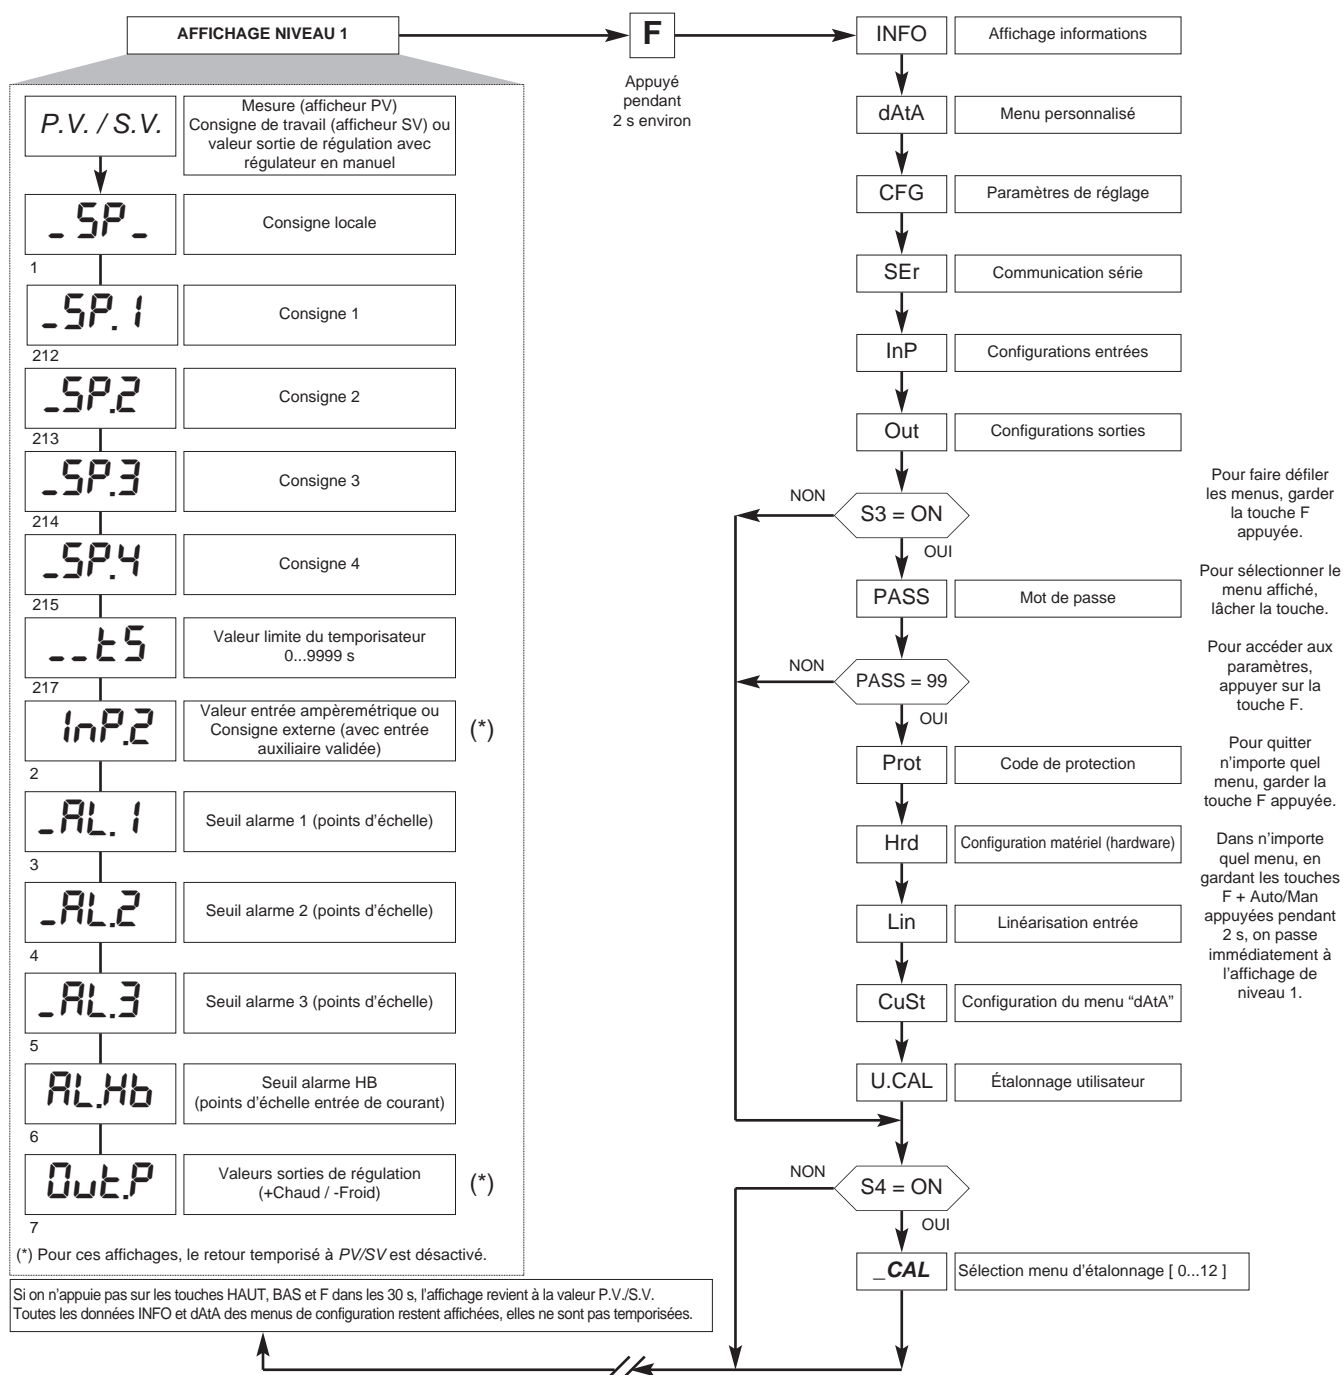 AFFICHAGE NIVEAU 1
P.V. / S.V.
Mesure (afficheur PV)
Consigne de travail (afficheur SV) ou
valeur sortie de régulation avec
régulateur en manuel
_SP_
Consigne locale
1
_SP.1
Consigne 1
212
_SP.2
Consigne 2
213
_SP.3
Consigne 3
214
_SP.4
Consigne 4
215
__tS
Valeur limite du temporisateur
0...9999 s
217
InP.2
Valeur entrée ampèremétrique ou
Consigne externe (avec entrée
auxiliaire validée)
(*)
2
_AL.1
Seuil alarme 1 (points d’échelle)
3
_AL.2
Seuil alarme 2 (points d’échelle)
4
_AL.3
Seuil alarme 3 (points d’échelle)
5
AL.Hb
Seuil alarme HB
(points d’échelle entrée de courant)
6
Out.P
Valeurs sorties de régulation
(+Chaud / -Froid)
(*)
7
(*) Pour ces affichages, le retour temporisé à PV/SV est désactivé.
Si on n’appuie pas sur les touches HAUT, BAS et F dans les 30 s, l’affichage revient à la valeur P.V./S.V.
Toutes les données INFO et dAtA des menus de configuration restent affichées, elles ne sont pas temporisées.
F
Appuyé
pendant
2 s environ
INFO
Affichage informations
dAtA
Menu personnalisé
CFG
Paramètres de réglage
SEr
Communication série
InP
Configurations entrées
Out
Configurations sorties
NON
S3 = ON
OUI
PASS
Mot de passe
NON
PASS = 99
OUI
Prot
Code de protection
Hrd
Configuration matériel (hardware)
Lin
Linéarisation entrée
CuSt
Configuration du menu “dAtA”
U.CAL
Étalonnage utilisateur
NON
S4 = ON
OUI
_CAL
Sélection menu d’étalonnage [ 0...12 ]
Pour faire défiler
les menus, garder
la touche F
appuyée.
Pour sélectionner le
menu affiché,
lâcher la touche.
Pour accéder aux
paramètres,
appuyer sur la
touche F.
Pour quitter
n’importe quel
menu, garder la
touche F appuyée.
Dans n’importe
quel menu, en
gardant les touches
F + Auto/Man
appuyées pendant
2 s, on passe
immédiatement à
l’affichage de
niveau 1.